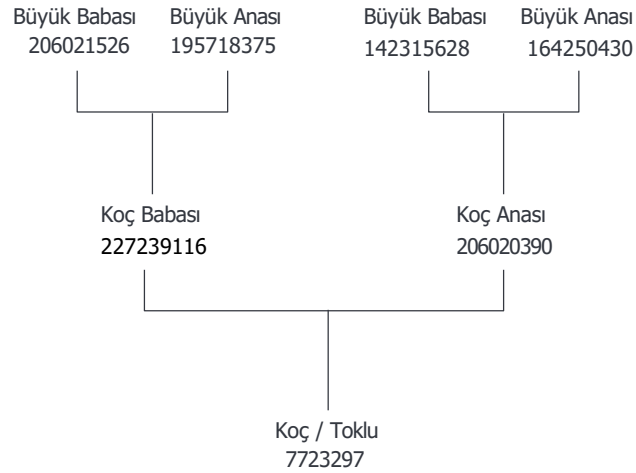 Büyük Babası Büyük Anası Büyük Babası Büyük Anası
206021526 195718375 142315628 164250430
Koç Babası Koç Anası
227239116 206020390
Koç / Toklu
7723297